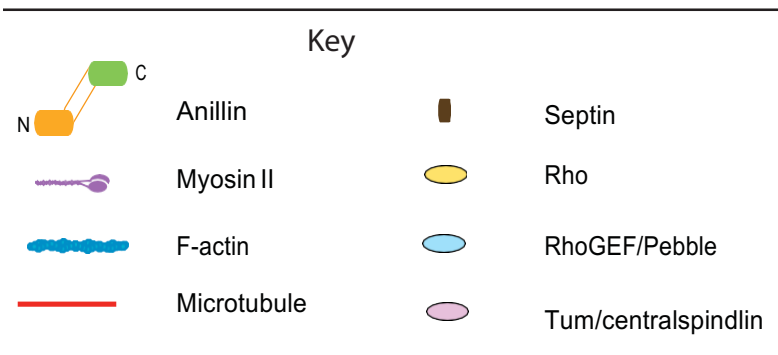 Key
N C
Anillin
Septin
Myosin II
Rho
F-actin
RhoGEF/Pebble
Microtubule
Tum/centralspindlin